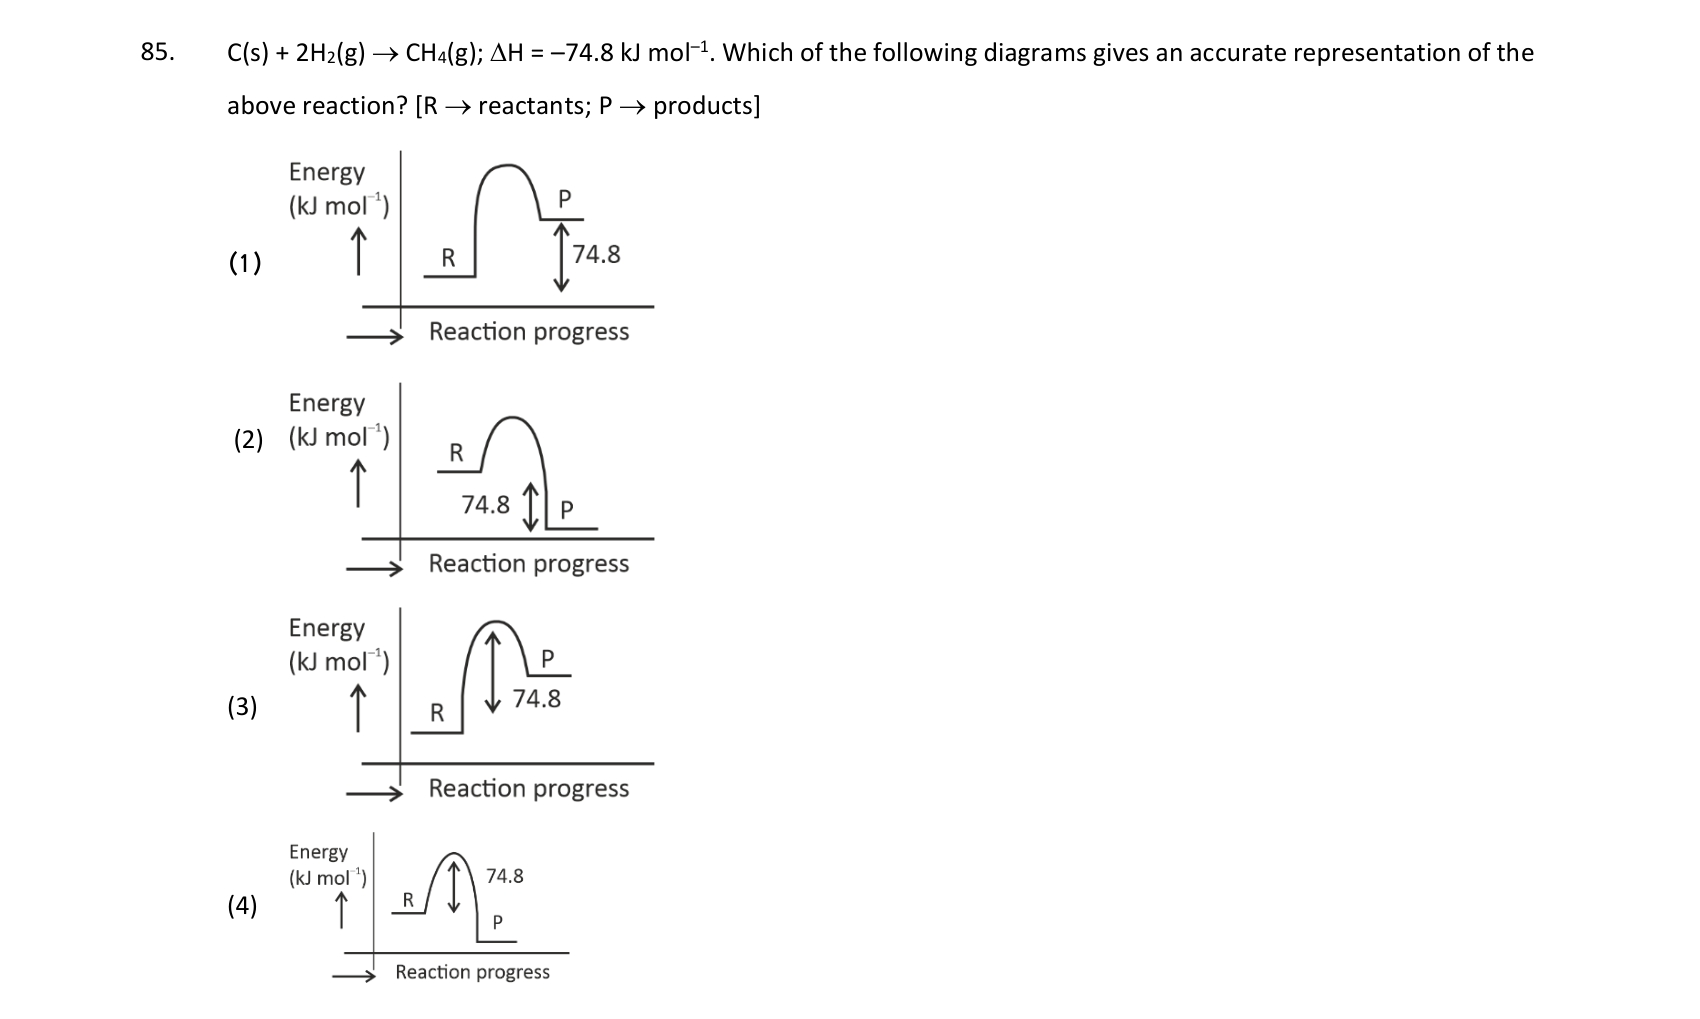 85. C(s) + 2H₂(g) → CH₄(g); ΔH = –74.8 kJ mol⁻¹. Which of the following diagrams gives an accurate representation of the
above reaction? [R → reactants; P → products]
(1)
Energy
(kJ mol⁻¹)
R
P
74.8
Reaction progress
(2)
Energy
(kJ mol⁻¹)
R
74.8
P
Reaction progress
(3)
Energy
(kJ mol⁻¹)
P
74.8
R
Reaction progress
(4)
Energy
(kJ mol⁻¹)
74.8
R
P
Reaction progress